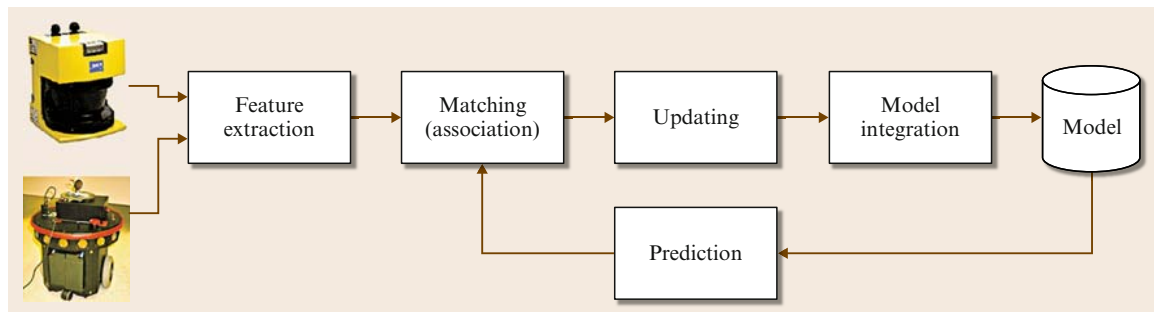 Feature
extraction
Matching
(association)
Updating
Model
integration
Model
Prediction